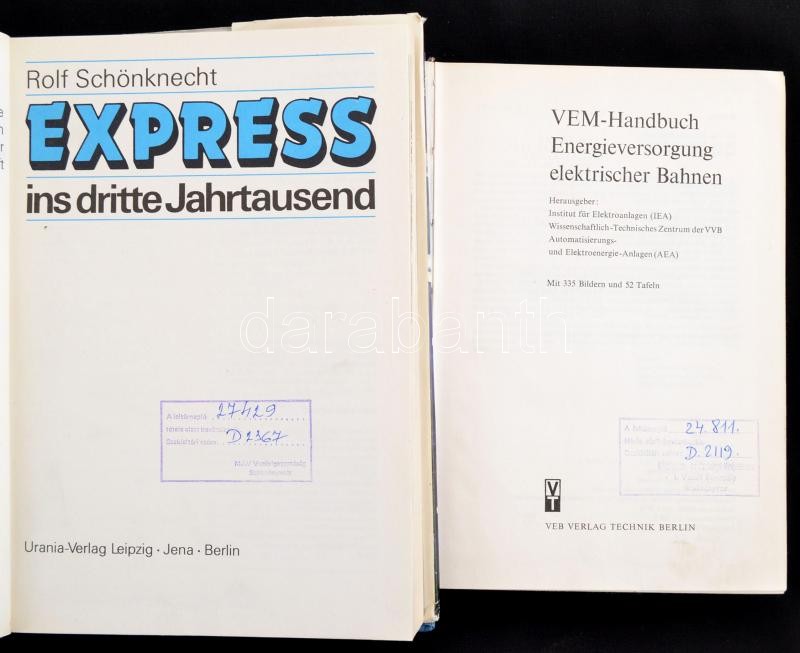 Rolf Schönknecht
EXPRESS
ins dritte Jahrtausend
A leltárnapló 27429
D 2367
Urania-Verlag Leipzig · Jena · Berlin
VEM-Handbuch
Energieversorgung
elektrischer Bahnen
Herausgeber:
Institut für Elektroanlagen (IEA)
Wissenschaftlich-Technisches Zentrum der VVB
Automatisierungs-
und Elektroenergie-Anlagen (AEA)
Mit 335 Bildern und 52 Tafeln
24.811.
D. 2119.
VT
VEB VERLAG TECHNIK BERLIN
darabanth